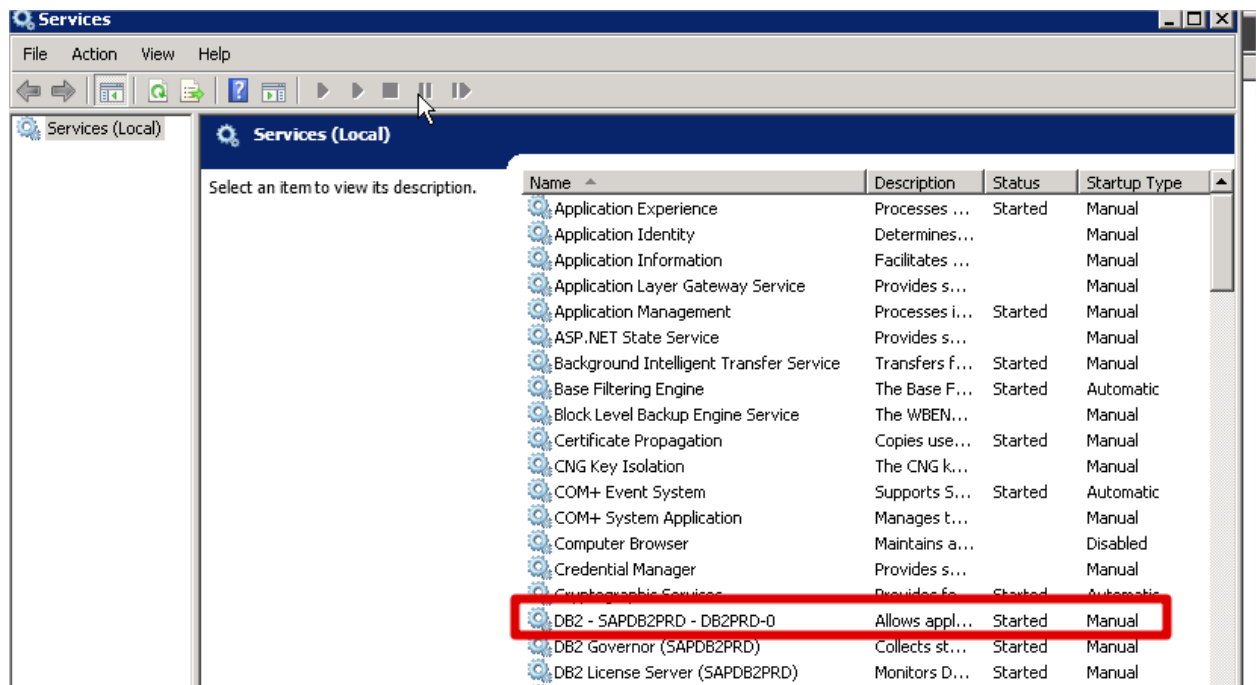 Services
File Action View Help
Services (Local)
Services (Local)
Select an item to view its description.
Name Description Status Startup Type
Application Experience Processes ... Started Manual
Application Identity Determines... Manual
Application Information Facilitates ... Manual
Application Layer Gateway Service Provides s... Manual
Application Management Processes i... Started Manual
ASP.NET State Service Provides s... Manual
Background Intelligent Transfer Service Transfers f... Started Manual
Base Filtering Engine The Base F... Started Automatic
Block Level Backup Engine Service The WBEN... Manual
Certificate Propagation Copies use... Started Manual
CNG Key Isolation The CNG k... Manual
COM+ Event System Supports S... Started Automatic
COM+ System Application Manages t... Manual
Computer Browser Maintains a... Disabled
Credential Manager Provides s... Manual
Cryptographic Services Provides fo... Started Automatic
DB2 - SAPDB2PRD - DB2PRD-0 Allows appl... Started Manual
DB2 Governor (SAPDB2PRD) Collects st... Started Manual
DB2 License Server (SAPDB2PRD) Monitors D... Started Manual